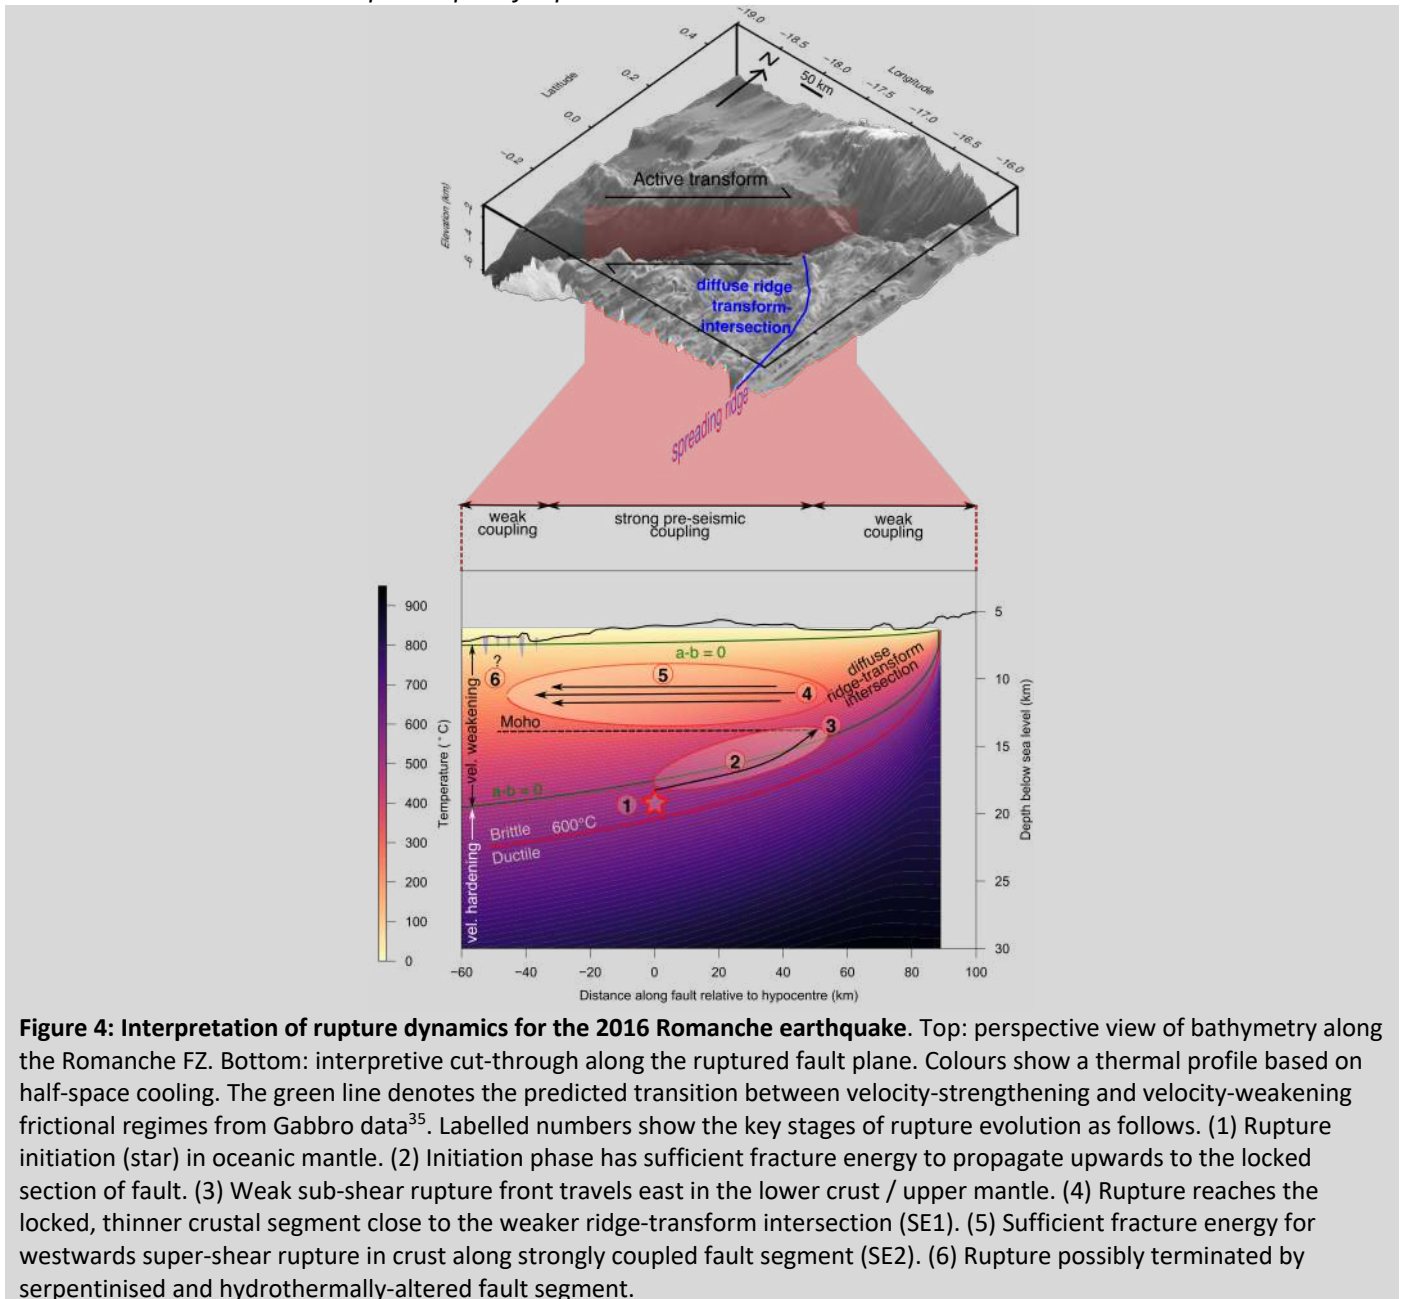 -19.0
-18.5
-18.0
-17.5
-17.0
-16.5
-16.0
Longitude
0.4
0.2
0.0
-0.2
Latitude
N
50 km
Elevation (km)
-2
-4
-6
Active transform
diffuse ridge
transform-
intersection
spreading ridge
weak
coupling
strong pre-seismic
coupling
weak
coupling
900
800
700
600
500
400
300
200
100
0
Temperature (°C)
5
10
15
20
25
30
Depth below sea level (km)
a-b = 0
diffuse
ridge-transform
intersection
?
6
5
4
vel. weakening
Moho
3
2
a-b = 0
1
Brittle 600°C
Ductile
vel. hardening
−60 −40 −20 0 20 40 60 80 100
Distance along fault relative to hypocentre (km)
Figure 4: Interpretation of rupture dynamics for the 2016 Romanche earthquake. Top: perspective view of bathymetry along
the Romanche FZ. Bottom: interpretive cut-through along the ruptured fault plane. Colours show a thermal profile based on
half-space cooling. The green line denotes the predicted transition between velocity-strengthening and velocity-weakening
frictional regimes from Gabbro data35. Labelled numbers show the key stages of rupture evolution as follows. (1) Rupture
initiation (star) in oceanic mantle. (2) Initiation phase has sufficient fracture energy to propagate upwards to the locked
section of fault. (3) Weak sub-shear rupture front travels east in the lower crust / upper mantle. (4) Rupture reaches the
locked, thinner crustal segment close to the weaker ridge-transform intersection (SE1). (5) Sufficient fracture energy for
westwards super-shear rupture in crust along strongly coupled fault segment (SE2). (6) Rupture possibly terminated by
serpentinised and hydrothermally-altered fault segment.